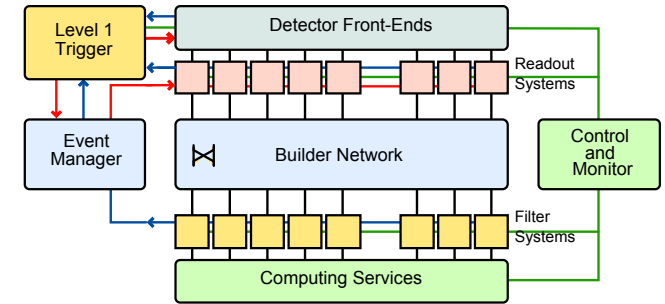 Level 1
Trigger
Detector Front-Ends
Readout
Systems
Event
Manager
Builder Network
Control
and
Monitor
Filter
Systems
Computing Services